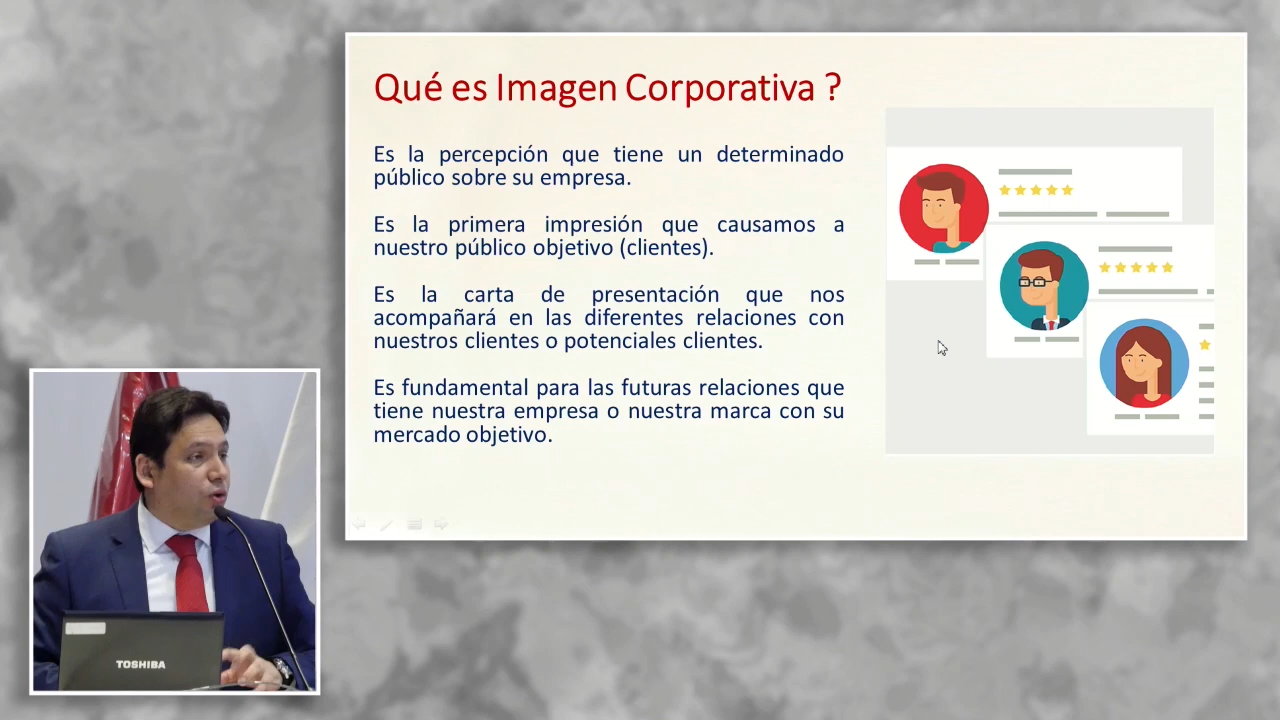 Qué es Imagen Corporativa ?
Es la percepción que tiene un determinado
público sobre su empresa.
Es la primera impresión que causamos a
nuestro público objetivo (clientes).
Es la carta de presentación que nos
acompañará en las diferentes relaciones con
nuestros clientes o potenciales clientes.
Es fundamental para las futuras relaciones que
tiene nuestra empresa o nuestra marca con su
mercado objetivo.
TOSHIBA